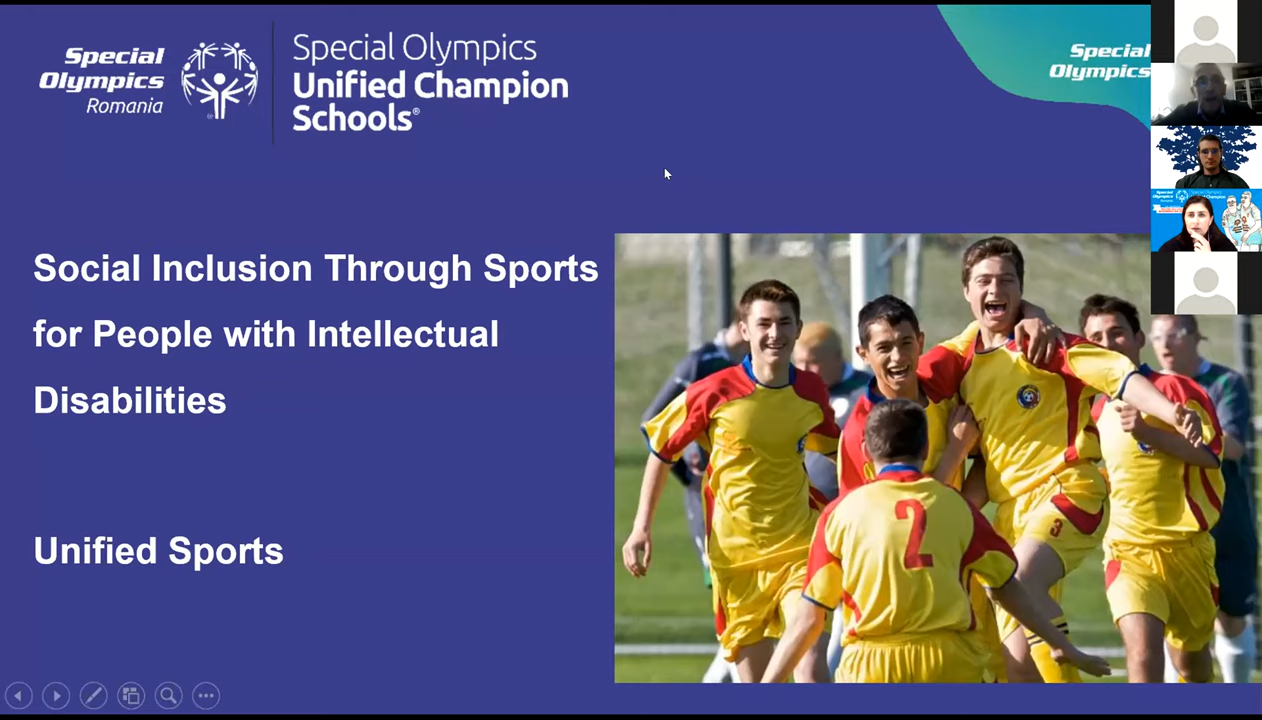 Special
Olympics
Romania
Special Olympics
Unified Champion
Schools®
Special
Olympics
Social Inclusion Through Sports
for People with Intellectual
Disabilities
Unified Sports
2
3